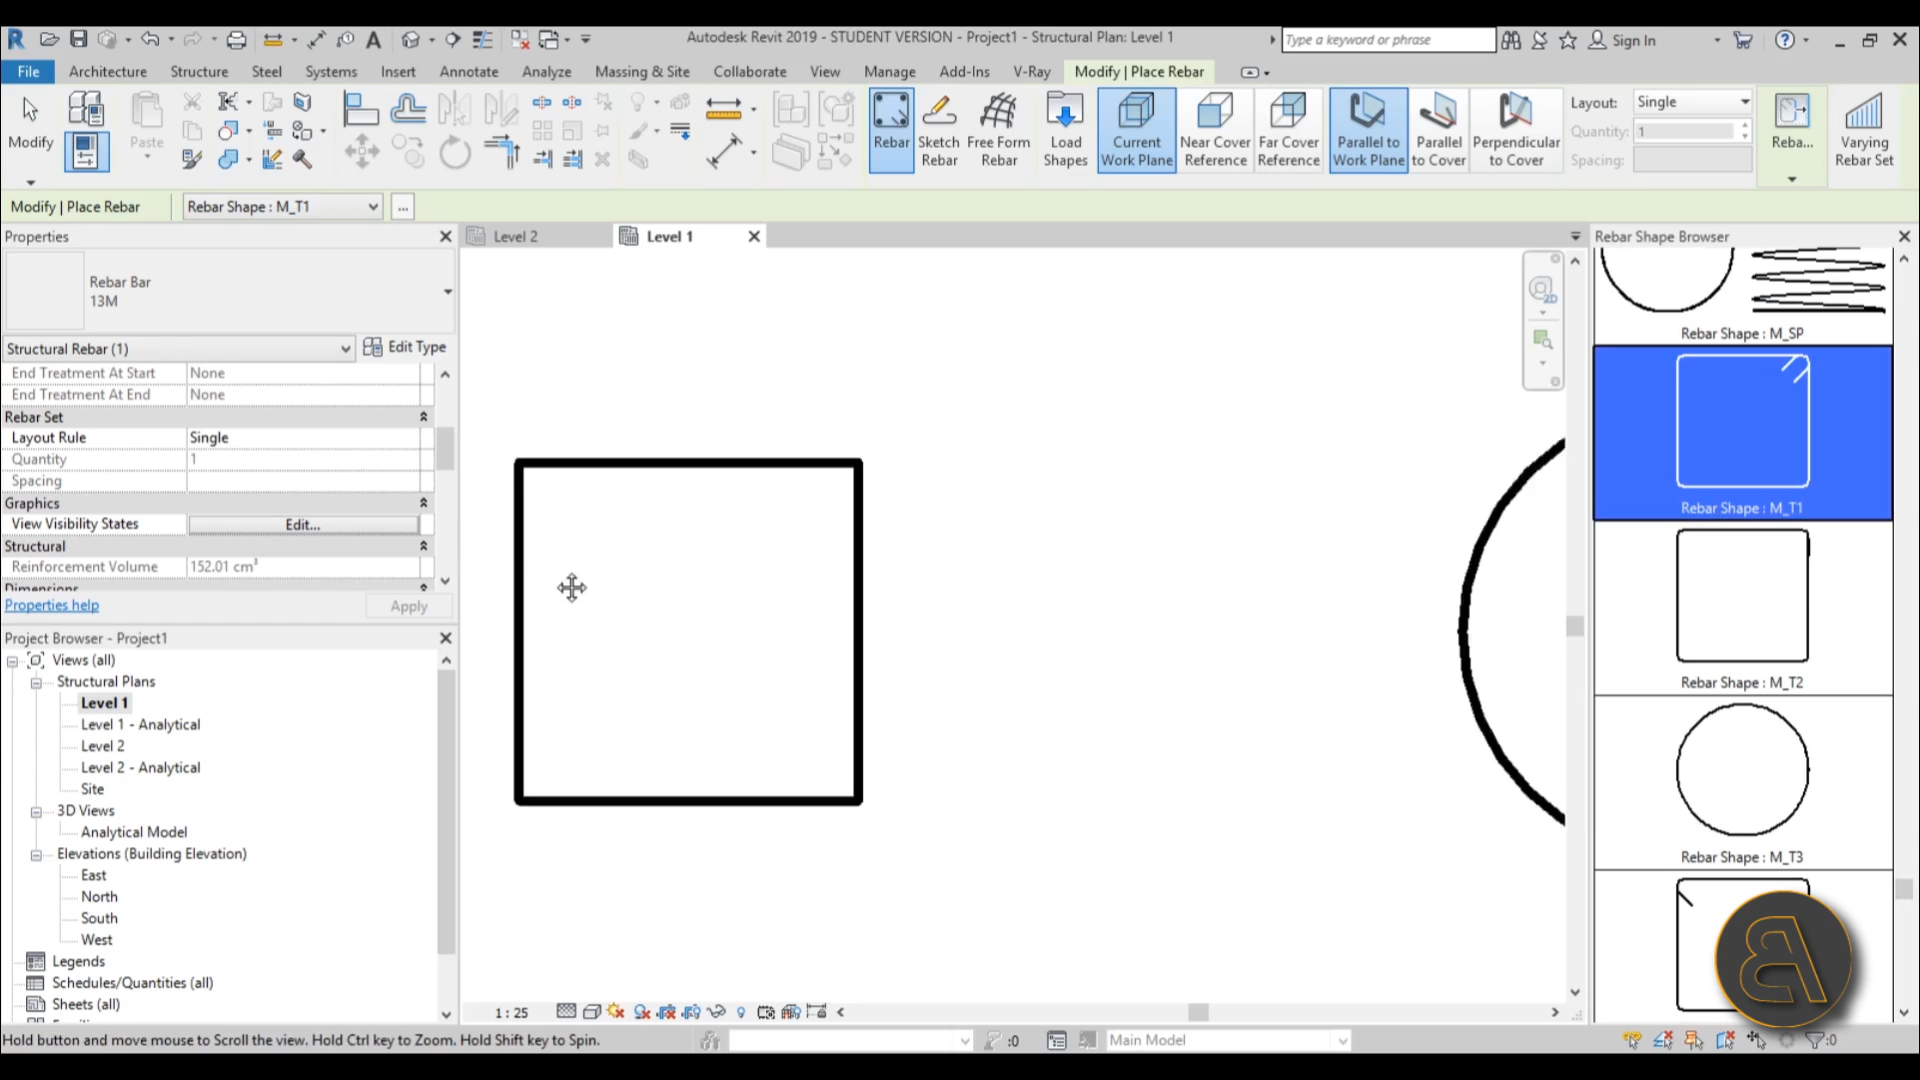 Autodesk Revit 2019 - STUDENT VERSION - Project1 - Structural Plan: Level 1
Type a keyword or phrase
Sign In
File Architecture Structure Steel Systems Insert Annotate Analyze Massing & Site Collaborate View Manage Add-Ins V-Ray Modify | Place Rebar
Modify
Paste
Rebar
Sketch Rebar
Free Form Rebar
Load Shapes
Current Work Plane
Near Cover Reference
Far Cover Reference
Parallel to Work Plane
Parallel to Cover
Perpendicular to Cover
Layout: Single
Quantity: 1
Spacing:
Reba...
Varying Rebar Set
Modify | Place Rebar
Rebar Shape : M_T1
...
Properties
Rebar Bar
13M
Structural Rebar (1)
Edit Type
End Treatment At Start None
End Treatment At End None
Rebar Set
Layout Rule Single
Quantity 1
Spacing
Graphics
View Visibility States Edit...
Structural
Reinforcement Volume 152.01 cm³
Dimensions
Properties help
Apply
Project Browser - Project1
Views (all)
Structural Plans
Level 1
Level 1 - Analytical
Level 2
Level 2 - Analytical
Site
3D Views
Analytical Model
Elevations (Building Elevation)
East
North
South
West
Legends
Schedules/Quantities (all)
Sheets (all)
Level 2
Level 1
2D
Rebar Shape Browser
Rebar Shape : M_SP
Rebar Shape : M_T1
Rebar Shape : M_T2
Rebar Shape : M_T3
1 : 25
Hold button and move mouse to Scroll the view. Hold Ctrl key to Zoom. Hold Shift key to Spin.
:0
Main Model
:0